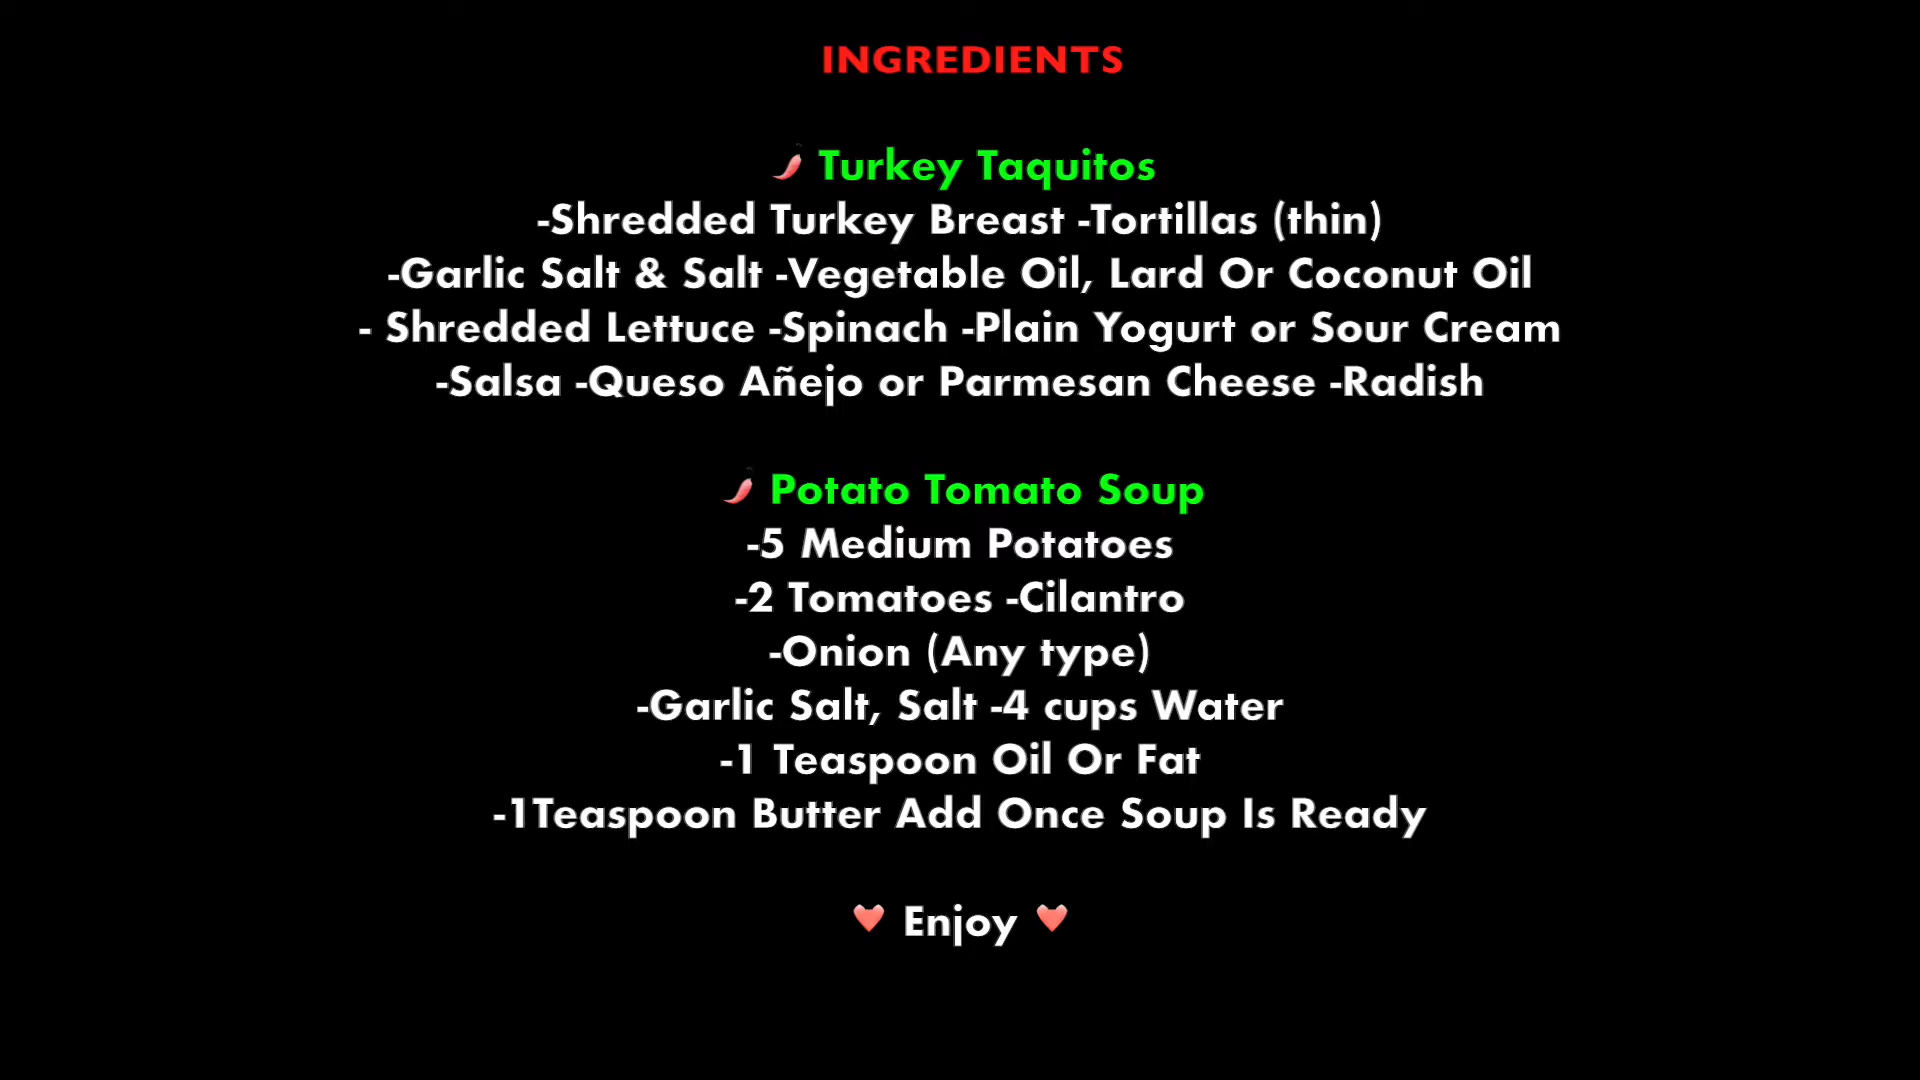 INGREDIENTS
🌶 Turkey Taquitos
-Shredded Turkey Breast -Tortillas (thin)
-Garlic Salt & Salt -Vegetable Oil, Lard Or Coconut Oil
- Shredded Lettuce -Spinach -Plain Yogurt or Sour Cream
-Salsa -Queso Añejo or Parmesan Cheese -Radish
🌶 Potato Tomato Soup
-5 Medium Potatoes
-2 Tomatoes -Cilantro
-Onion (Any type)
-Garlic Salt, Salt -4 cups Water
-1 Teaspoon Oil Or Fat
-1Teaspoon Butter Add Once Soup Is Ready
♥ Enjoy ♥